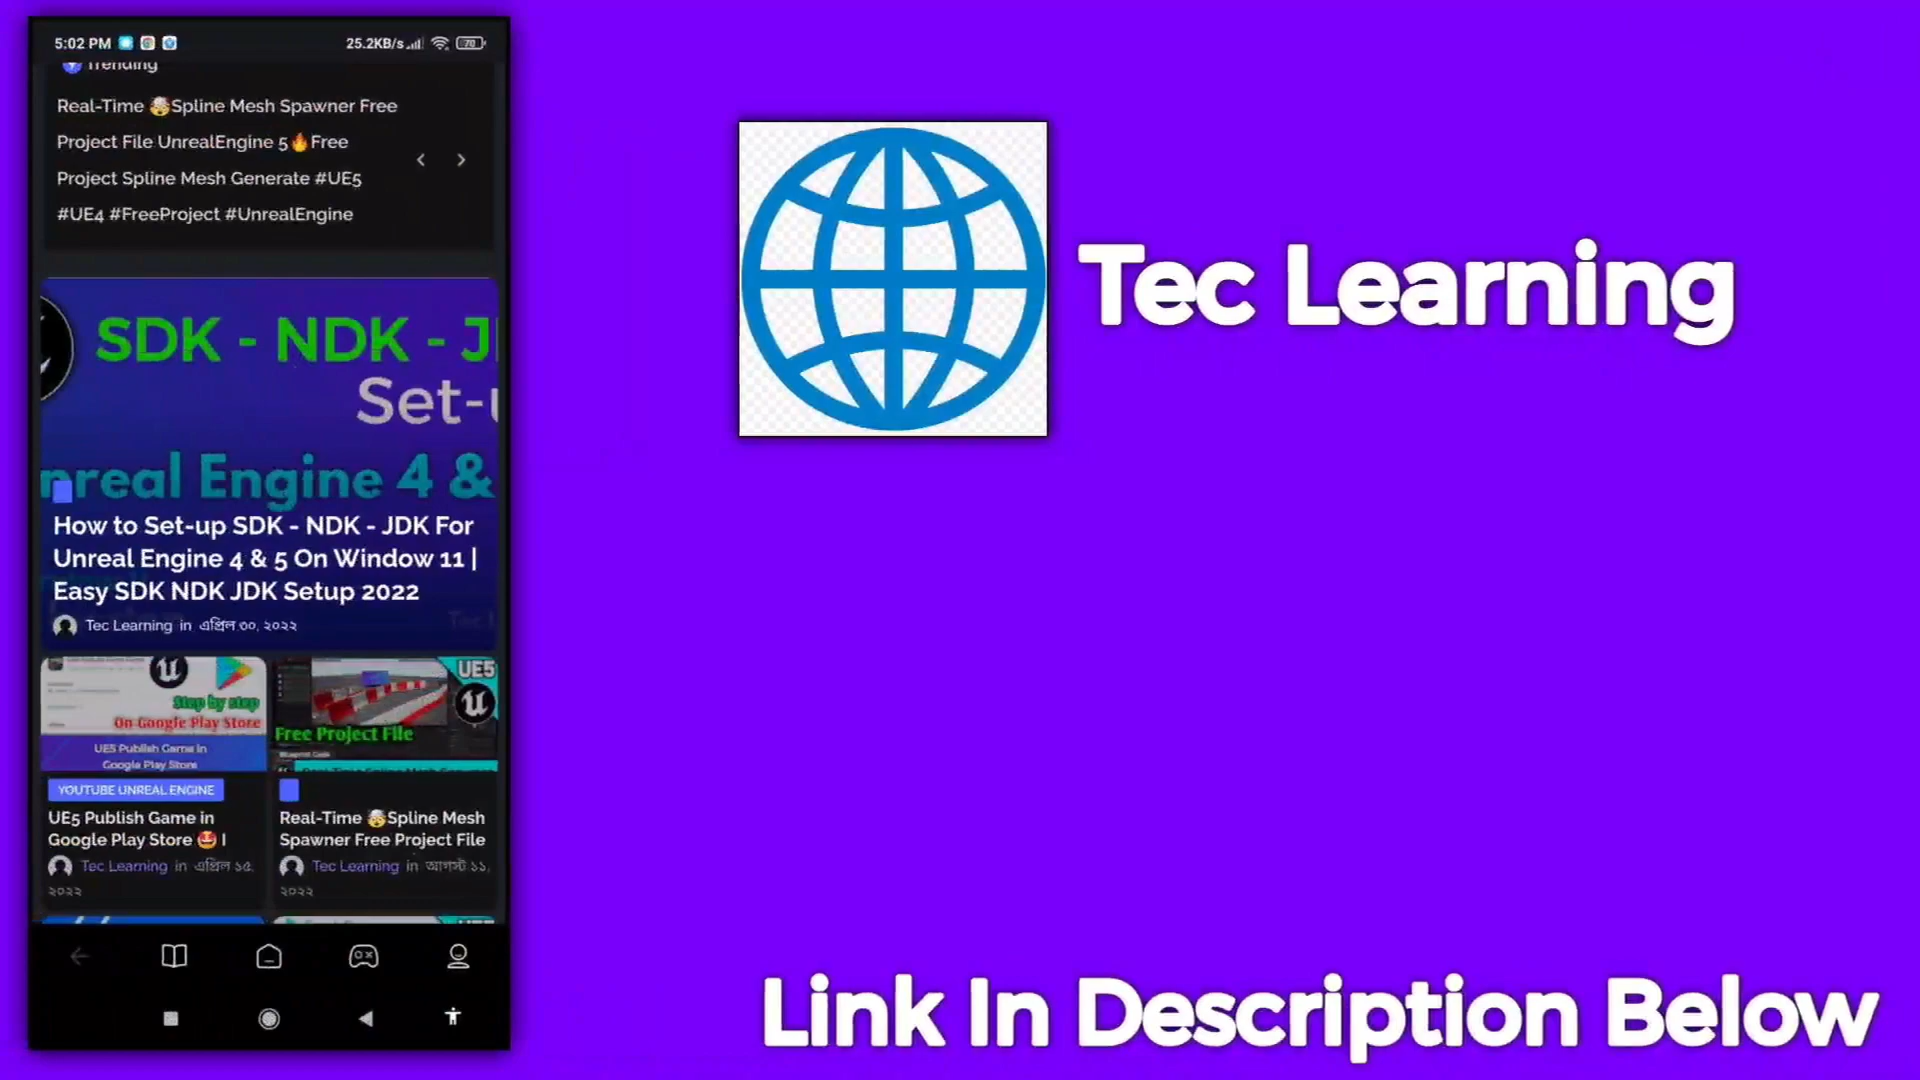 5:02 PM
25.2KB/s
70
Trending
Real-Time 🤯Spline Mesh Spawner Free
Project File UnrealEngine 5🔥Free
Project Spline Mesh Generate #UE5
#UE4 #FreeProject #UnrealEngine
SDK - NDK - J
Set-u
nreal Engine 4 &
How to Set-up SDK - NDK - JDK For
Unreal Engine 4 & 5 On Window 11 |
Easy SDK NDK JDK Setup 2022
Tec Learning in এপ্রিল ৩০, ২০২২
Step by step
On Google Play Store
UE5 Publish Game in
Google Play Store
YOUTUBE UNREAL ENGINE
UE5 Publish Game in
Google Play Store 🤩 |
Tec Learning in এপ্রিল ১৫,
২০২২
UE5
Free Project File
Real-Time 🤯Spline Mesh
Spawner Free Project File
Tec Learning in আগস্ট ১১,
২০২২
Tec Learning
Link In Description Below